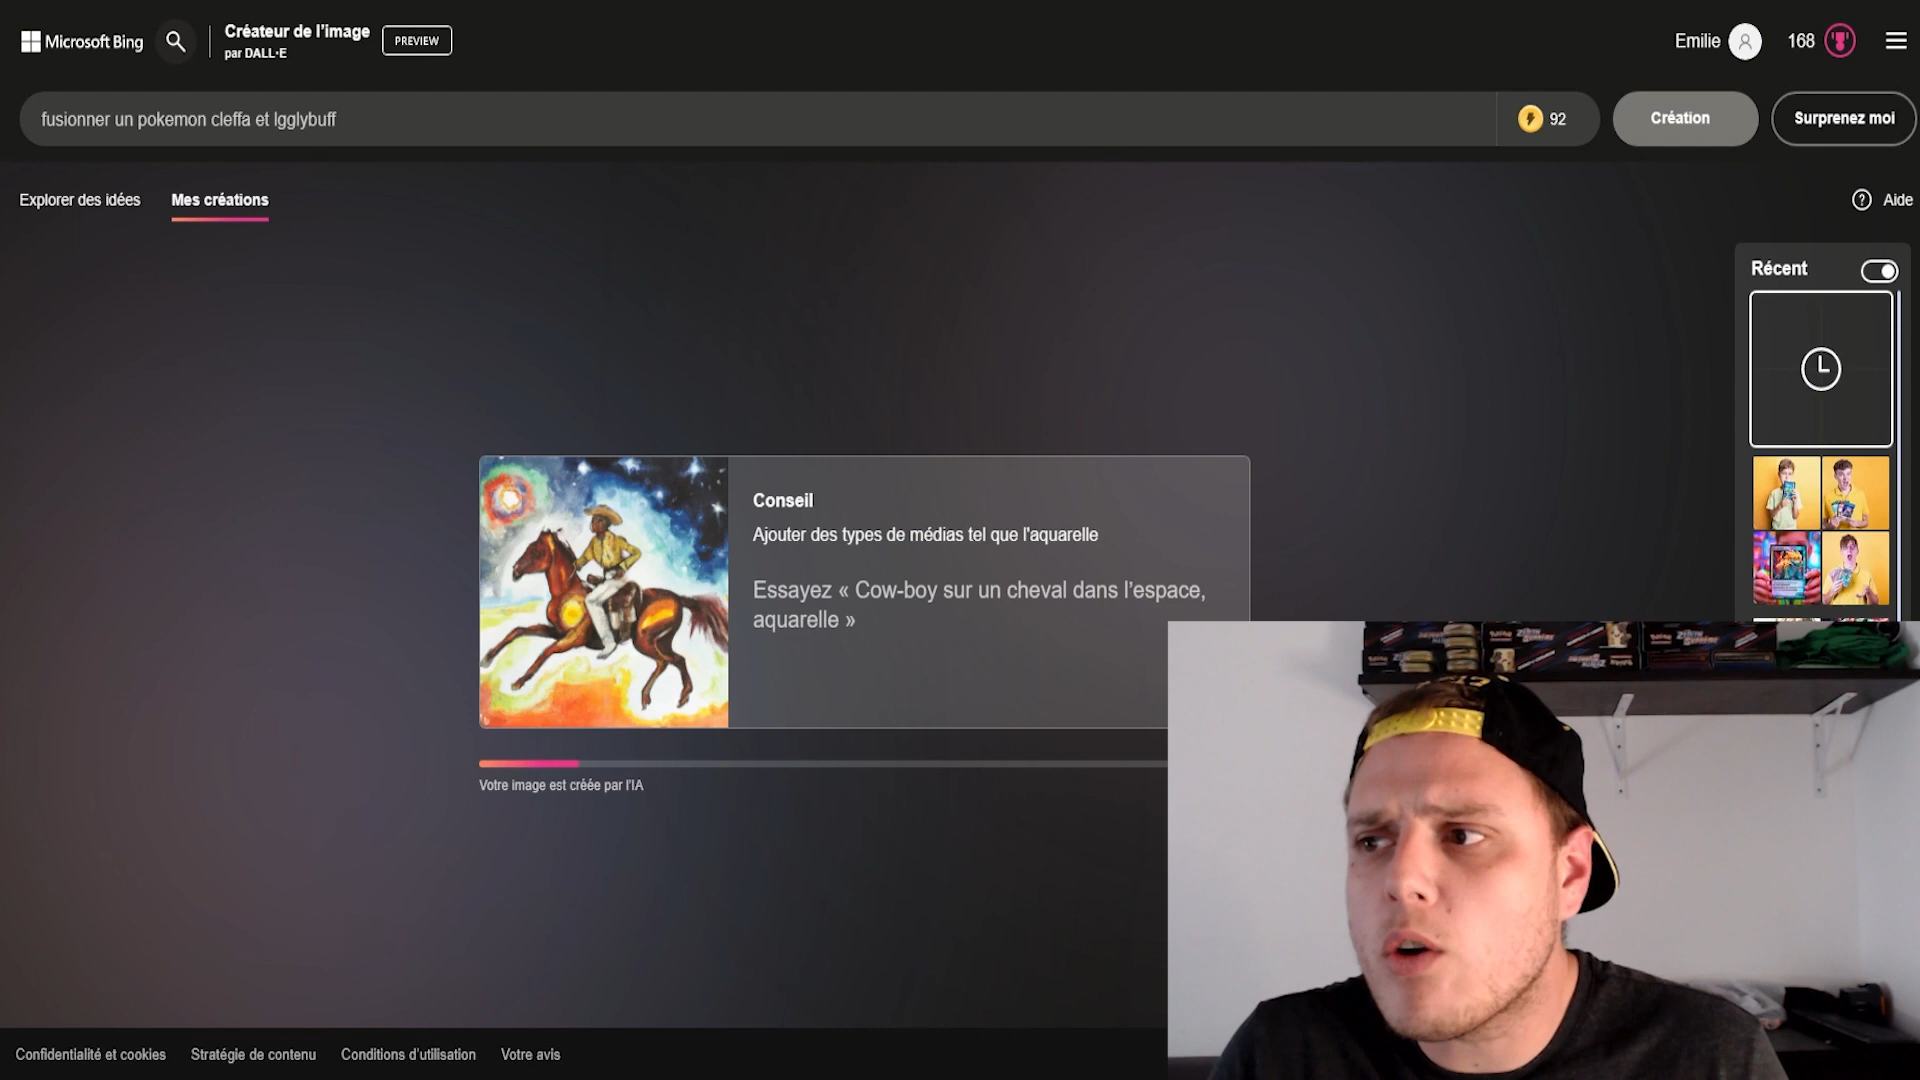 Microsoft Bing
Créateur de l'image
par DALL·E
PREVIEW
Emilie
168
fusionner un pokemon cleffa et Igglybuff
92
Création
Surprenez moi
Explorer des idées
Mes créations
Aide
Récent
Conseil
Ajouter des types de médias tel que l'aquarelle
Essayez « Cow-boy sur un cheval dans l'espace,
aquarelle »
Votre image est créée par l'IA
Confidentialité et cookies
Stratégie de contenu
Conditions d'utilisation
Votre avis